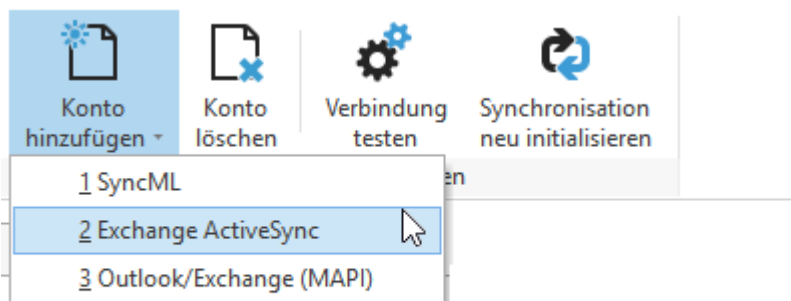 Konto hinzufügen
Konto löschen
Verbindung testen
Synchronisation neu initialisieren
1 SyncML
2 Exchange ActiveSync
3 Outlook/Exchange (MAPI)